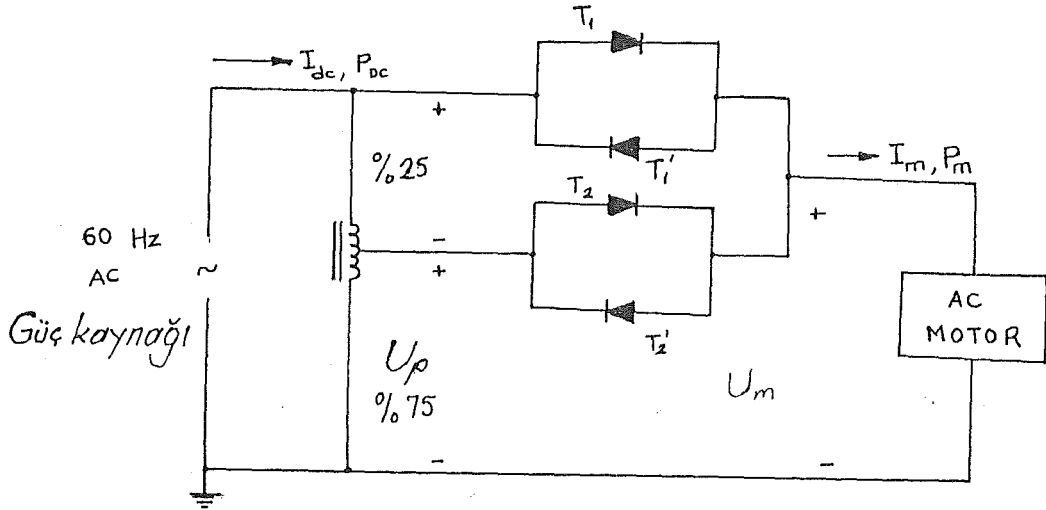 T₁
I_dc, P_DC
+
%25
T₁'
I_m, P_m
T₂
+
−
+
60 Hz
AC
~
Güç kaynağı
T₂'
AC
MOTOR
U_p
%75
U_m
−
−